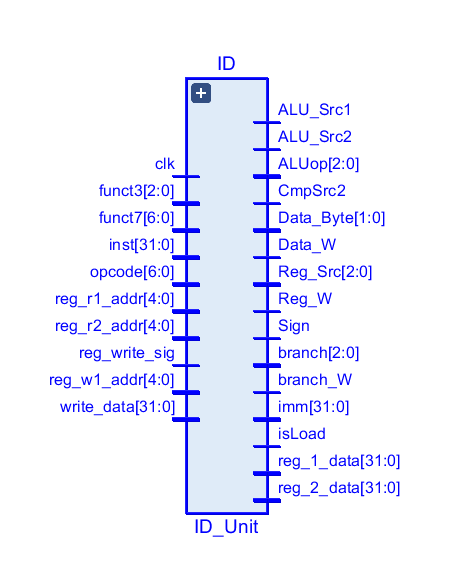 ID
+
clk
funct3[2:0]
funct7[6:0]
inst[31:0]
opcode[6:0]
reg_r1_addr[4:0]
reg_r2_addr[4:0]
reg_write_sig
reg_w1_addr[4:0]
write_data[31:0]
ALU_Src1
ALU_Src2
ALUop[2:0]
CmpSrc2
Data_Byte[1:0]
Data_W
Reg_Src[2:0]
Reg_W
Sign
branch[2:0]
branch_W
imm[31:0]
isLoad
reg_1_data[31:0]
reg_2_data[31:0]
ID_Unit